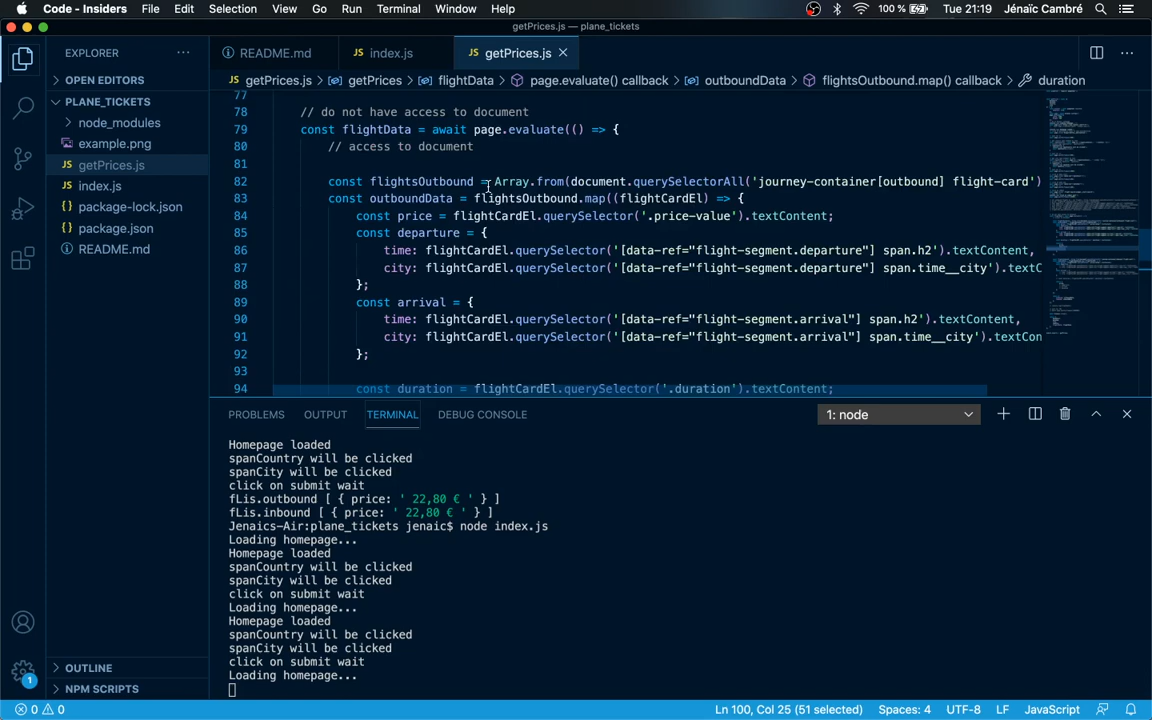 Code - Insiders File Edit Selection View Go Run Terminal Window Help 100 % Tue 21:19 Jénaïc Cambré
getPrices.js — plane_tickets
EXPLORER
README.md
JS index.js
JS getPrices.js
JS getPrices.js > getPrices > flightData > page.evaluate() callback > outboundData > flightsOutbound.map() callback > duration
OPEN EDITORS
PLANE_TICKETS
node_modules
example.png
JS getPrices.js
JS index.js
package-lock.json
package.json
README.md
77
78 // do not have access to document
79 const flightData = await page.evaluate(() => {
80 // access to document
81
82 const flightsOutbound = Array.from(document.querySelectorAll('journey-container[outbound] flight-card')
83 const outboundData = flightsOutbound.map((flightCardEl) => {
84 const price = flightCardEl.querySelector('.price-value').textContent;
85 const departure = {
86 time: flightCardEl.querySelector('[data-ref="flight-segment.departure"] span.h2').textContent,
87 city: flightCardEl.querySelector('[data-ref="flight-segment.departure"] span.time__city').textC
88 };
89 const arrival = {
90 time: flightCardEl.querySelector('[data-ref="flight-segment.arrival"] span.h2').textContent,
91 city: flightCardEl.querySelector('[data-ref="flight-segment.arrival"] span.time__city').textCon
92 };
93
94 const duration = flightCardEl.querySelector('.duration').textContent;
PROBLEMS OUTPUT TERMINAL DEBUG CONSOLE 1: node
Homepage loaded
spanCountry will be clicked
spanCity will be clicked
click on submit wait
fLis.outbound [ { price: ' 22,80 € ' } ]
fLis.inbound [ { price: ' 22,80 € ' } ]
Jenaics-Air:plane_tickets jenaic$ node index.js
Loading homepage...
Homepage loaded
spanCountry will be clicked
spanCity will be clicked
click on submit wait
Loading homepage...
Homepage loaded
spanCountry will be clicked
spanCity will be clicked
click on submit wait
Loading homepage...
OUTLINE
NPM SCRIPTS
1
0 0 Ln 100, Col 25 (51 selected) Spaces: 4 UTF-8 LF JavaScript